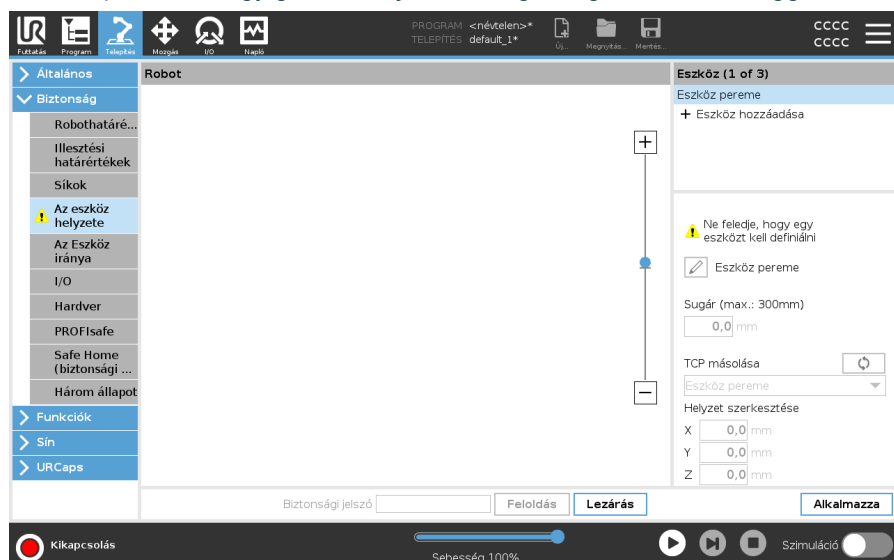 PROGRAM <névtelen>*
TELEPÍTÉS default_1*
Futtatás Program Telepítés Mozgás I/O Napló
Új... Megnyitás... Mentés...
CCCC
CCCC
Általános
Biztonság
Robothatáré...
Illesztési
határértékek
Síkok
Az eszköz
helyzete
Az Eszköz
iránya
I/O
Hardver
PROFIsafe
Safe Home
(biztonsági ...
Három állapot
Funkciók
Sín
URCaps
Robot
Eszköz (1 of 3)
Eszköz pereme
+ Eszköz hozzáadása
Ne feledje, hogy egy
eszközt kell definiálni
Eszköz pereme
Sugár (max.: 300mm)
0,0 mm
TCP másolása
Eszköz pereme
Helyzet szerkesztése
X 0,0 mm
Y 0,0 mm
Z 0,0 mm
Biztonsági jelszó Feloldás Lezárás Alkalmazza
Kikapcsolás
Sebesség 100%
Szimuláció